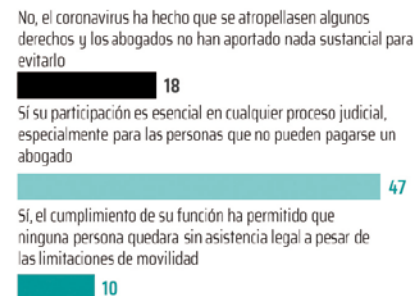 No, el coronavirus ha hecho que se atropellasen algunos
derechos y los abogados no han aportado nada sustancial para
evitarlo
18
Sí su participación es esencial en cualquier proceso judicial,
especialmente para las personas que no pueden pagarse un
abogado
47
Sí, el cumplimiento de su función ha permitido que
ninguna persona quedara sin asistencia legal a pesar de
las limitaciones de movilidad
10